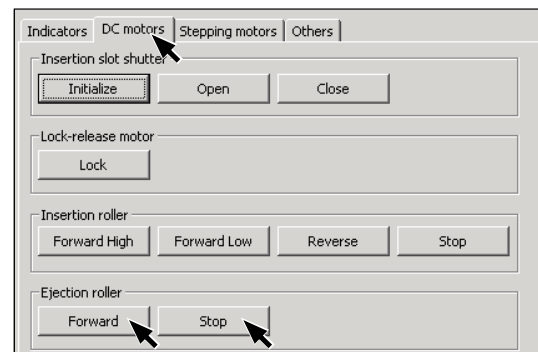 Indicators DC motors Stepping motors Others
Insertion slot shutter
Initialize Open Close
Lock-release motor
Lock
Insertion roller
Forward High Forward Low Reverse Stop
Ejection roller
Forward Stop